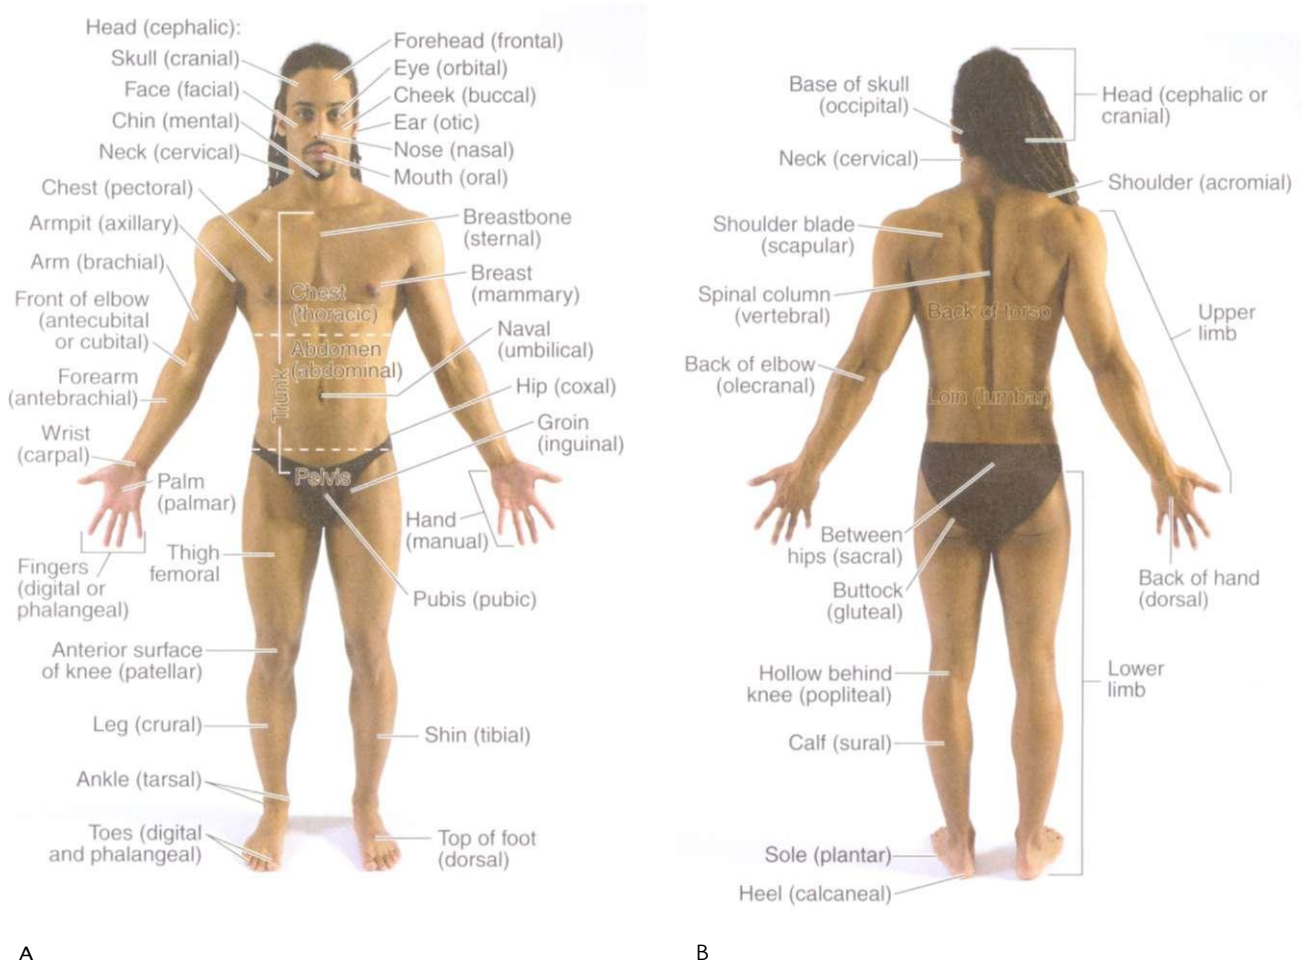 Head (cephalic):
Skull (cranial)
Face (facial)
Chin (mental)
Neck (cervical)
Chest (pectoral)
Armpit (axillary)
Arm (brachial)
Front of elbow
(antecubital
or cubital)
Forearm
(antebrachial)
Wrist
(carpal)
Palm
(palmar)
Fingers
(digital or
phalangeal)
Thigh
femoral
Anterior surface
of knee (patellar)
Leg (crural)
Ankle (tarsal)
Toes (digital
and phalangeal)
Forehead (frontal)
Eye (orbital)
Cheek (buccal)
Ear (otic)
Nose (nasal)
Mouth (oral)
Breastbone
(sternal)
Breast
(mammary)
Naval
(umbilical)
Hip (coxal)
Groin
(inguinal)
Hand
(manual)
Pubis (pubic)
Shin (tibial)
Top of foot
(dorsal)
Chest
(thoracic)
Abdomen
(abdominal)
Trunk
Pelvis
A
Base of skull
(occipital)
Neck (cervical)
Shoulder blade
(scapular)
Spinal column
(vertebral)
Back of elbow
(olecranal)
Between
hips (sacral)
Buttock
(gluteal)
Hollow behind
knee (popliteal)
Calf (sural)
Sole (plantar)
Heel (calcaneal)
Head (cephalic or
cranial)
Shoulder (acromial)
Upper
limb
Back of hand
(dorsal)
Lower
limb
Back of torso
Loin (lumbar)
B